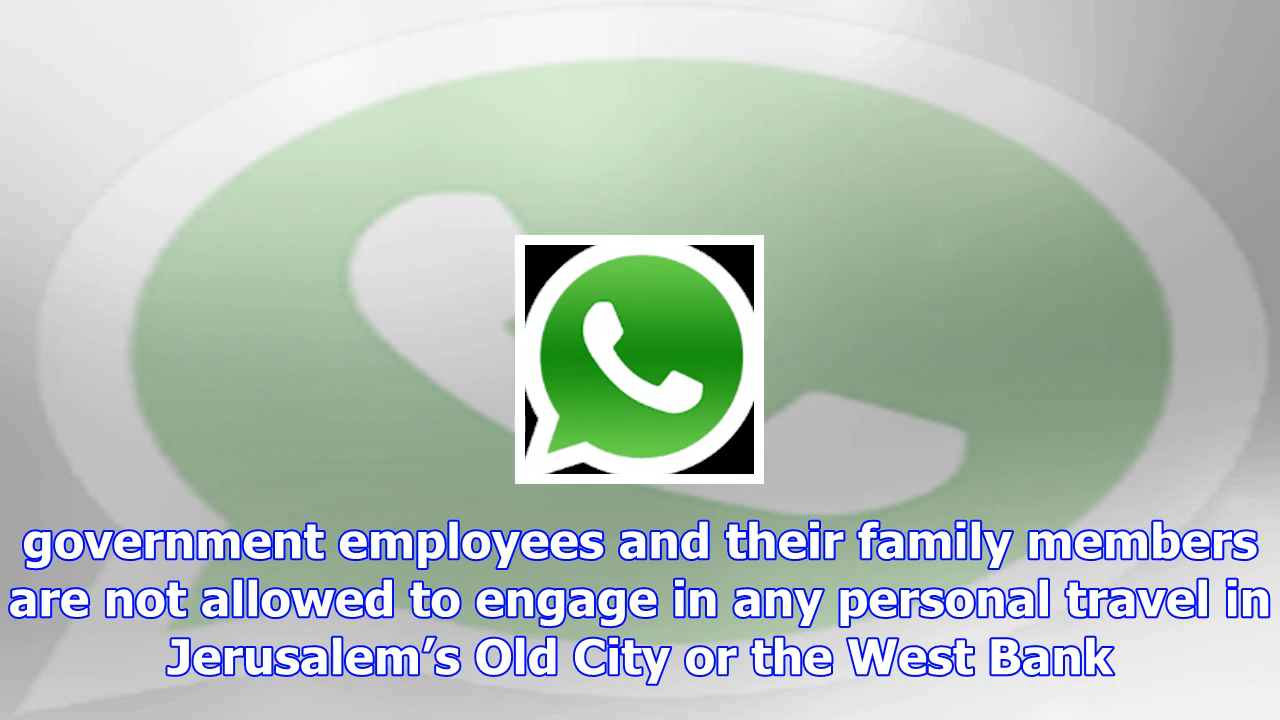 government employees and their family members
are not allowed to engage in any personal travel in
Jerusalem’s Old City or the West Bank